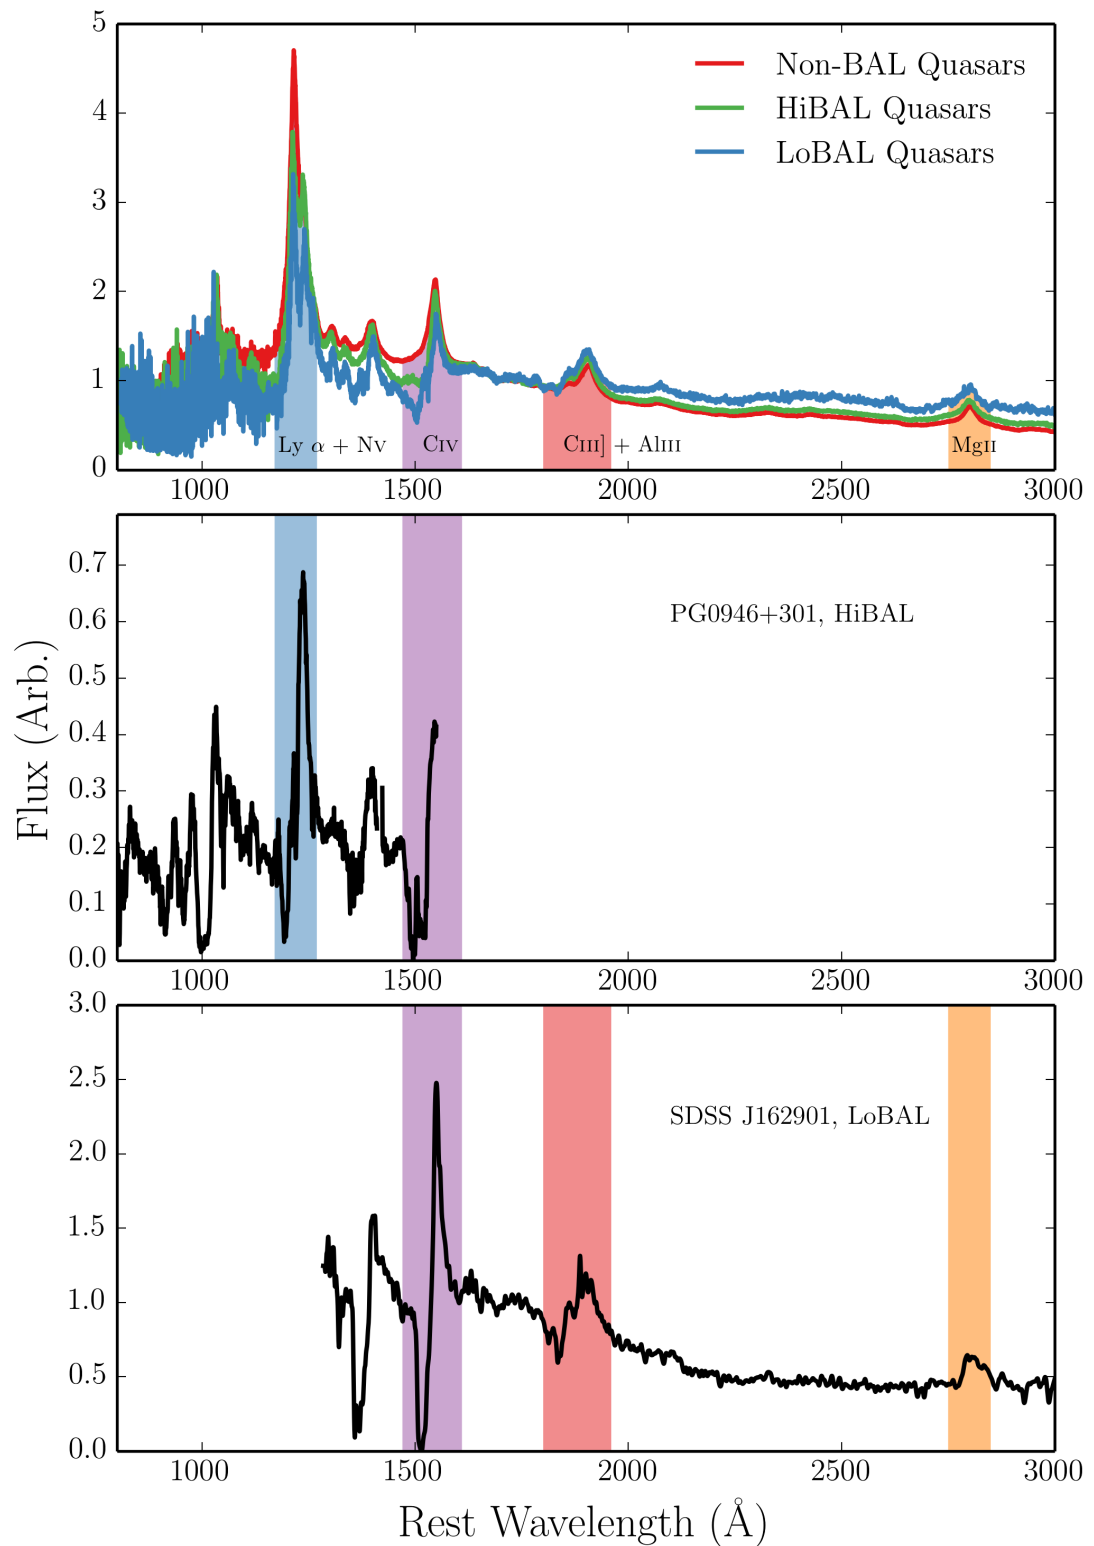 5
Non-BAL Quasars
4
HiBAL Quasars
LoBAL Quasars
3
2
1
Ly α + Nv CIV CIII] + AlIII MgII
0
1000 1500 2000 2500 3000
0.7
PG0946+301, HiBAL
0.6
0.5
0.4
0.3
0.2
0.1
0.0
1000 1500 2000 2500 3000
Flux (Arb.)
3.0
2.5
SDSS J162901, LoBAL
2.0
1.5
1.0
0.5
0.0
1000 1500 2000 2500 3000
Rest Wavelength (Å)